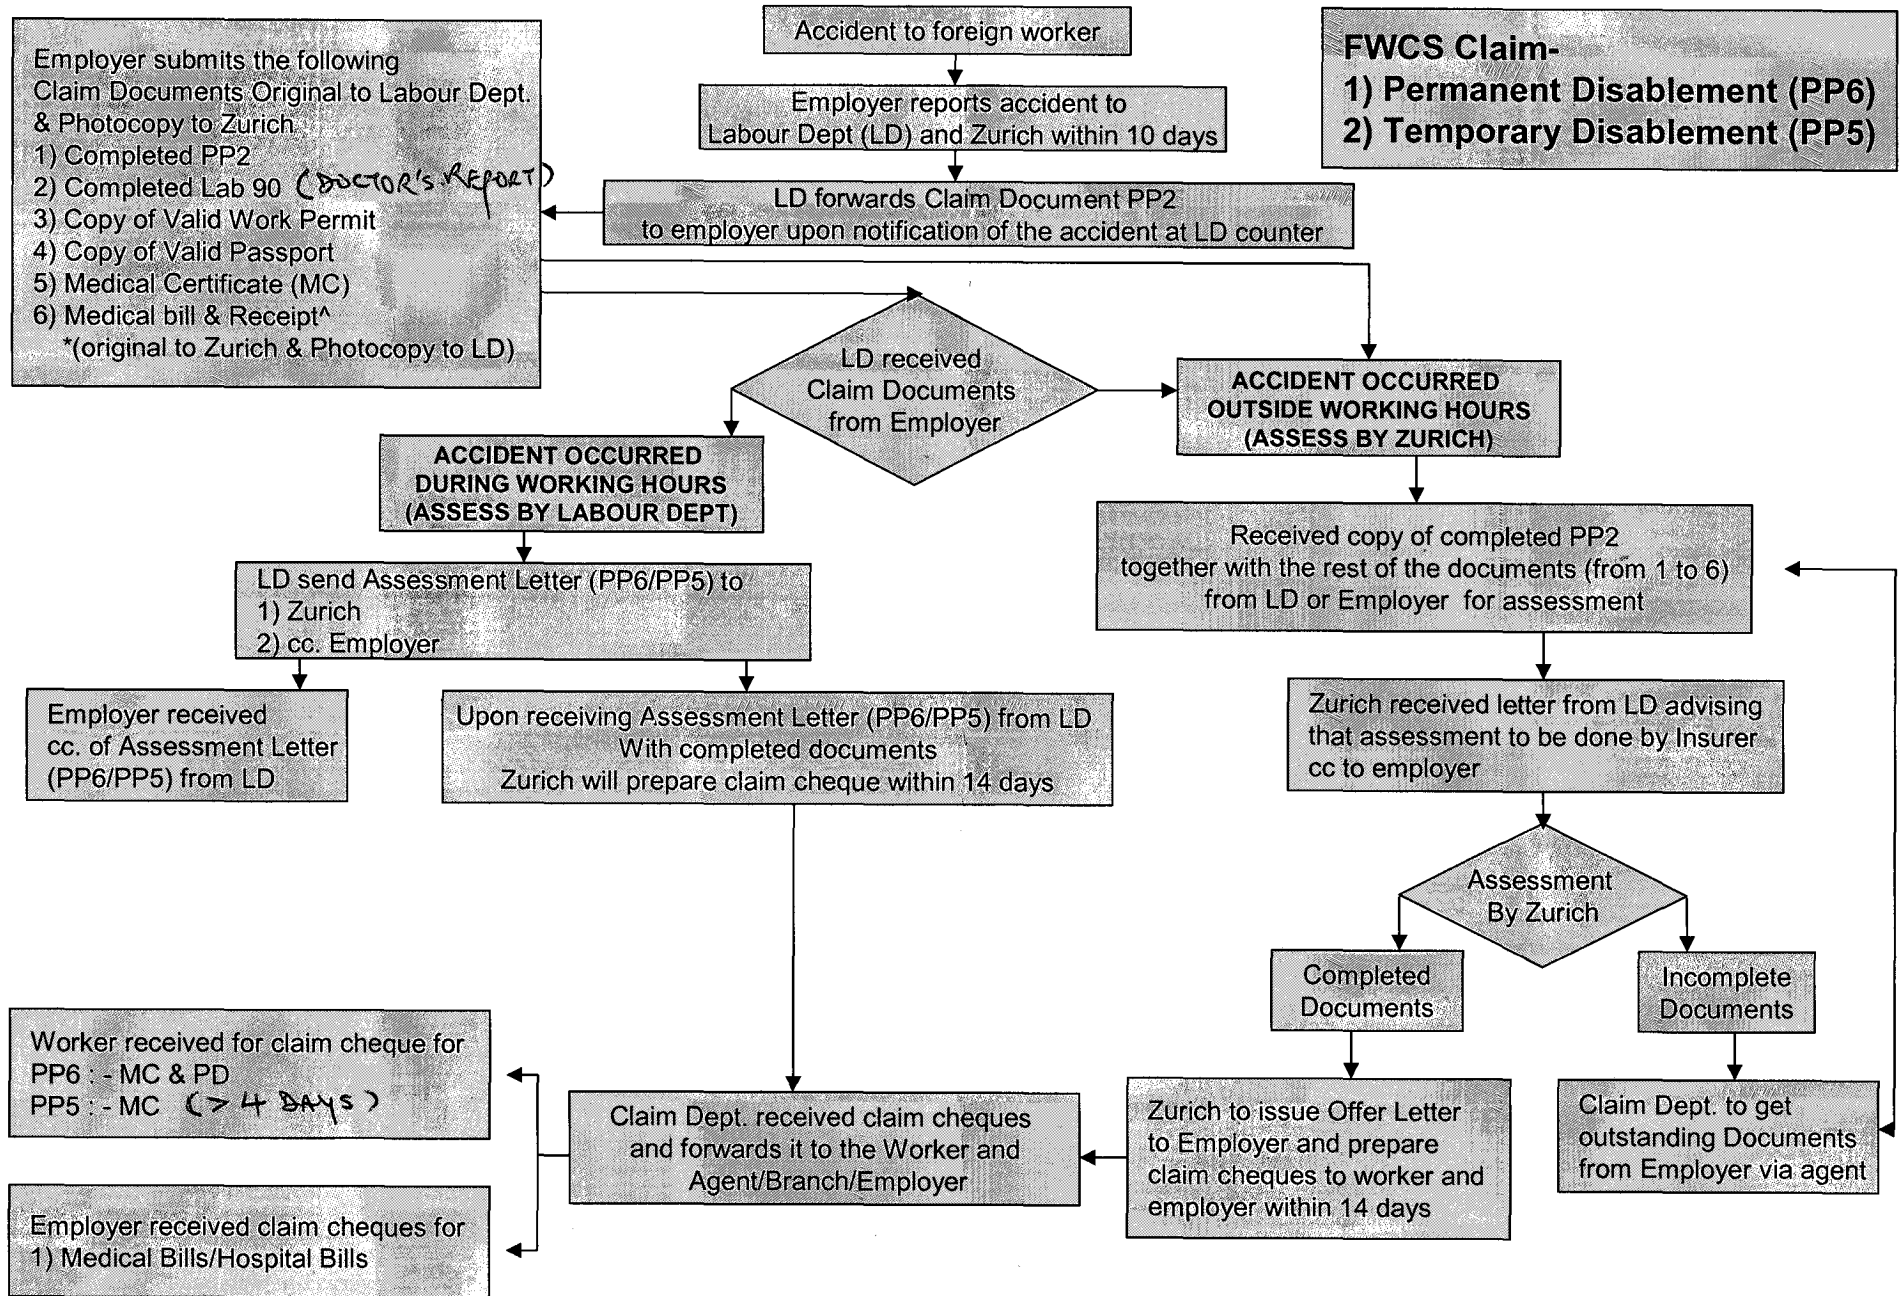 Accident to foreign worker
FWCS Claim-
1) Permanent Disablement (PP6)
2) Temporary Disablement (PP5)
Employer submits the following
Claim Documents Original to Labour Dept.
& Photocopy to Zurich
1) Completed PP2
2) Completed Lab 90 (DOCTOR'S REPORT)
3) Copy of Valid Work Permit
4) Copy of Valid Passport
5) Medical Certificate (MC)
6) Medical bill & Receipt^
*(original to Zurich & Photocopy to LD)
Employer reports accident to
Labour Dept (LD) and Zurich within 10 days
LD forwards Claim Document PP2
to employer upon notification of the accident at LD counter
LD received
Claim Documents
from Employer
ACCIDENT OCCURRED
OUTSIDE WORKING HOURS
(ASSESS BY ZURICH)
ACCIDENT OCCURRED
DURING WORKING HOURS
(ASSESS BY LABOUR DEPT)
Received copy of completed PP2
together with the rest of the documents (from 1 to 6)
from LD or Employer for assessment
LD send Assessment Letter (PP6/PP5) to
1) Zurich
2) cc. Employer
Employer received
cc. of Assessment Letter
(PP6/PP5) from LD
Upon receiving Assessment Letter (PP6/PP5) from LD
With completed documents
Zurich will prepare claim cheque within 14 days
Zurich received letter from LD advising
that assessment to be done by Insurer
cc to employer
Assessment
By Zurich
Completed
Documents
Incomplete
Documents
Worker received for claim cheque for
PP6 : - MC & PD
PP5 : - MC (> 4 DAYS)
Claim Dept. received claim cheques
and forwards it to the Worker and
Agent/Branch/Employer
Zurich to issue Offer Letter
to Employer and prepare
claim cheques to worker and
employer within 14 days
Claim Dept. to get
outstanding Documents
from Employer via agent
Employer received claim cheques for
1) Medical Bills/Hospital Bills